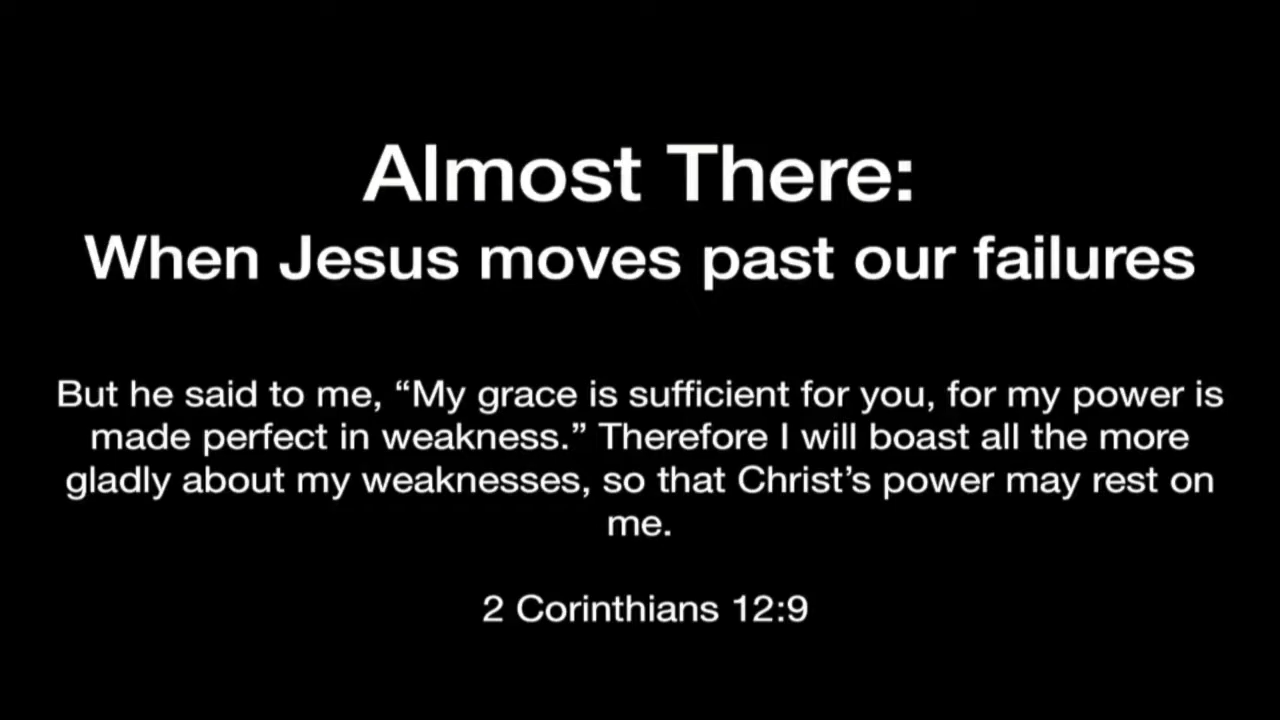 Almost There:
When Jesus moves past our failures
But he said to me, “My grace is sufficient for you, for my power is
made perfect in weakness.” Therefore I will boast all the more
gladly about my weaknesses, so that Christ’s power may rest on
me.
2 Corinthians 12:9